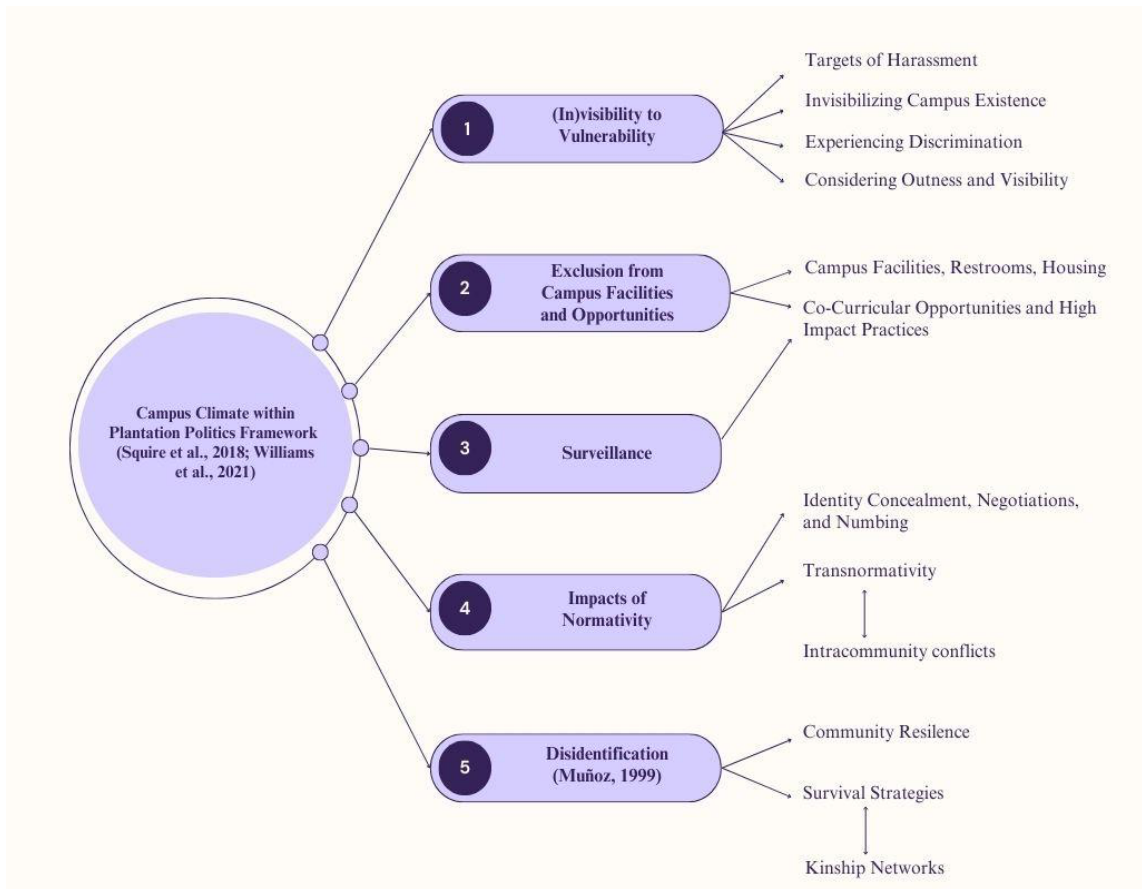 Campus Climate within
Plantation Politics Framework
(Squire et al., 2018; Williams
et al., 2021)
1
(In)visibility to
Vulnerability
Targets of Harassment
Invisibilizing Campus Existence
Experiencing Discrimination
Considering Outness and Visibility
2
Exclusion from
Campus Facilities
and Opportunities
Campus Facilities, Restrooms, Housing
Co-Curricular Opportunities and High
Impact Practices
3
Surveillance
4
Impacts of
Normativity
Identity Concealment, Negotiations,
and Numbing
Transnormativity
Intracommunity conflicts
5
Disidentification
(Muñoz, 1999)
Community Resilence
Survival Strategies
Kinship Networks